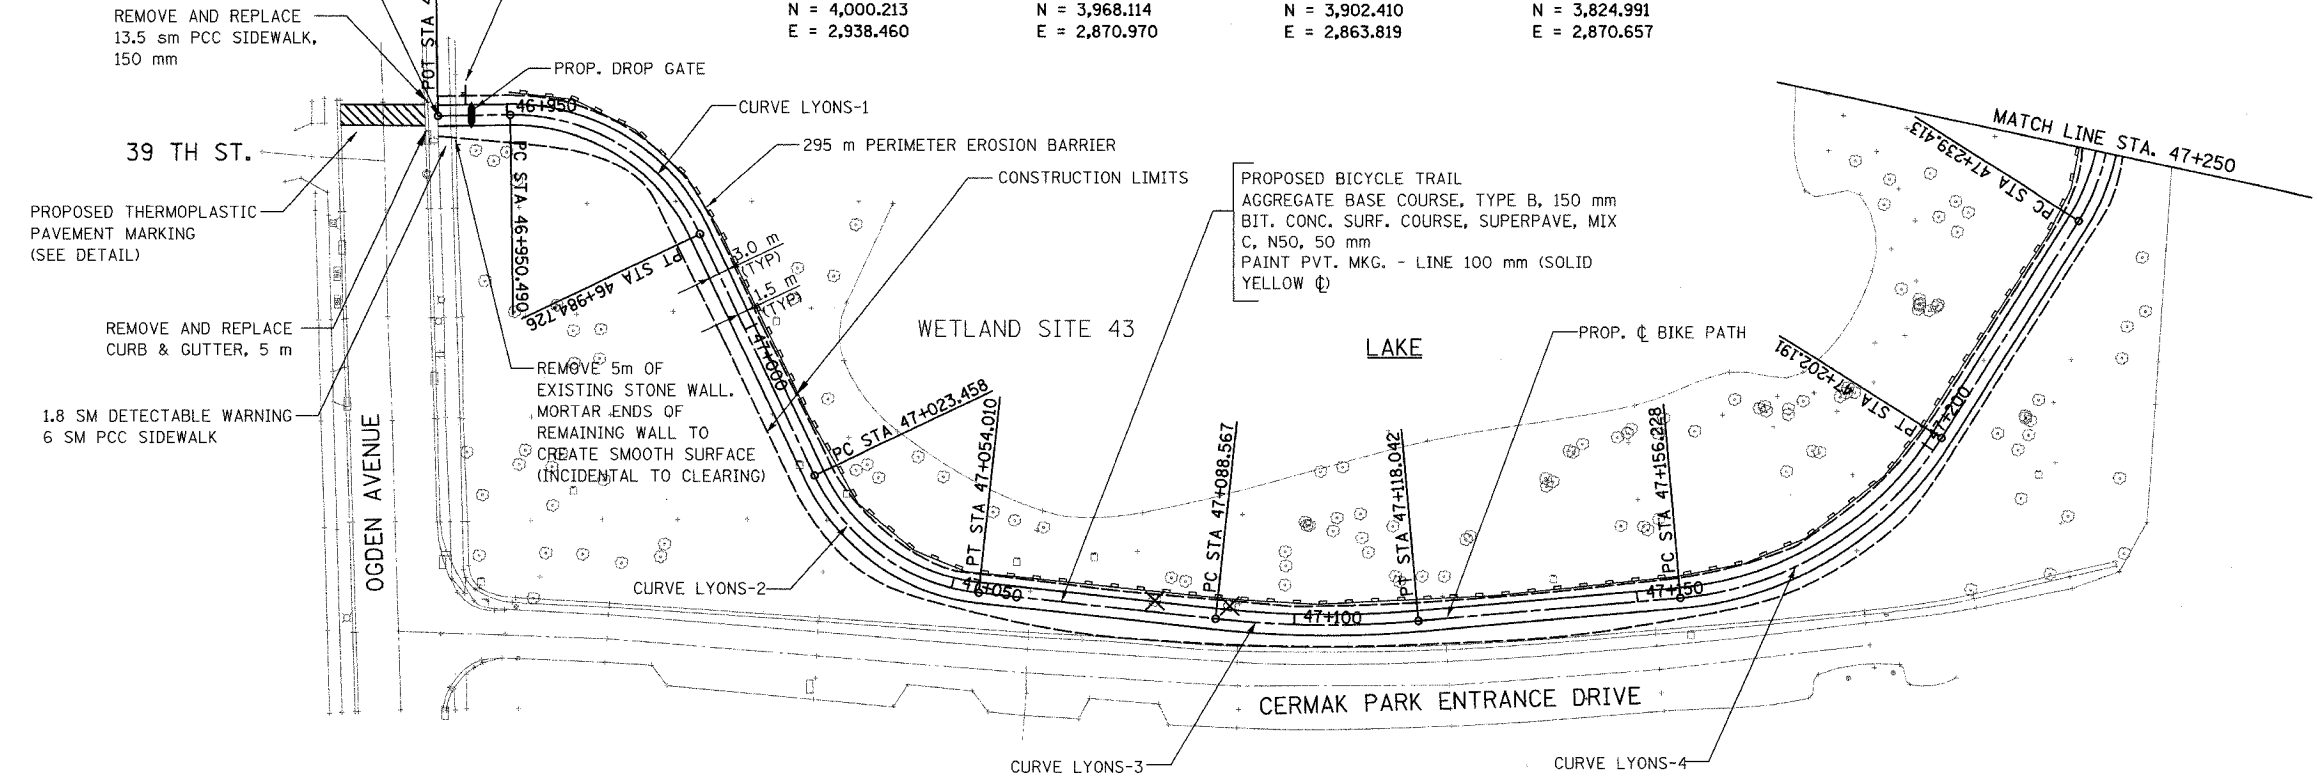 REMOVE AND REPLACE
13.5 sm PCC SIDEWALK,
150 mm
POT STA 4
N = 4,000.213
E = 2,938.460
N = 3,968.114
E = 2,870.970
N = 3,902.410
E = 2,863.819
N = 3,824.991
E = 2,870.657
PROP. DROP GATE
46+950
CURVE LYONS-1
295 m PERIMETER EROSION BARRIER
CONSTRUCTION LIMITS
39 TH ST.
PROPOSED THERMOPLASTIC
PAVEMENT MARKING
(SEE DETAIL)
PC STA 46+950.490
PT STA 46+984.726
3.0 m
(TYP)
1.5 m
(TYP)
47+000
PROPOSED BICYCLE TRAIL
AGGREGATE BASE COURSE, TYPE B, 150 mm
BIT. CONC. SURF. COURSE, SUPERPAVE, MIX
C, N50, 50 mm
PAINT PVT. MKG. - LINE 100 mm (SOLID
YELLOW ℄)
MATCH LINE STA. 47+250
PC STA 47+239.413
WETLAND SITE 43
LAKE
PROP. ℄ BIKE PATH
PT STA 47+202.191
47+200
REMOVE AND REPLACE
CURB & GUTTER, 5 m
REMOVE 5m OF
EXISTING STONE WALL.
MORTAR ENDS OF
REMAINING WALL TO
CREATE SMOOTH SURFACE
(INCIDENTAL TO CLEARING)
1.8 SM DETECTABLE WARNING
6 SM PCC SIDEWALK
OGDEN AVENUE
PC STA 47+023.458
PT STA 47+054.010
PC STA 47+088.567
PT STA 47+118.042
PC STA 47+156.228
CURVE LYONS-2
47+050
47+100
47+150
CERMAK PARK ENTRANCE DRIVE
CURVE LYONS-3
CURVE LYONS-4